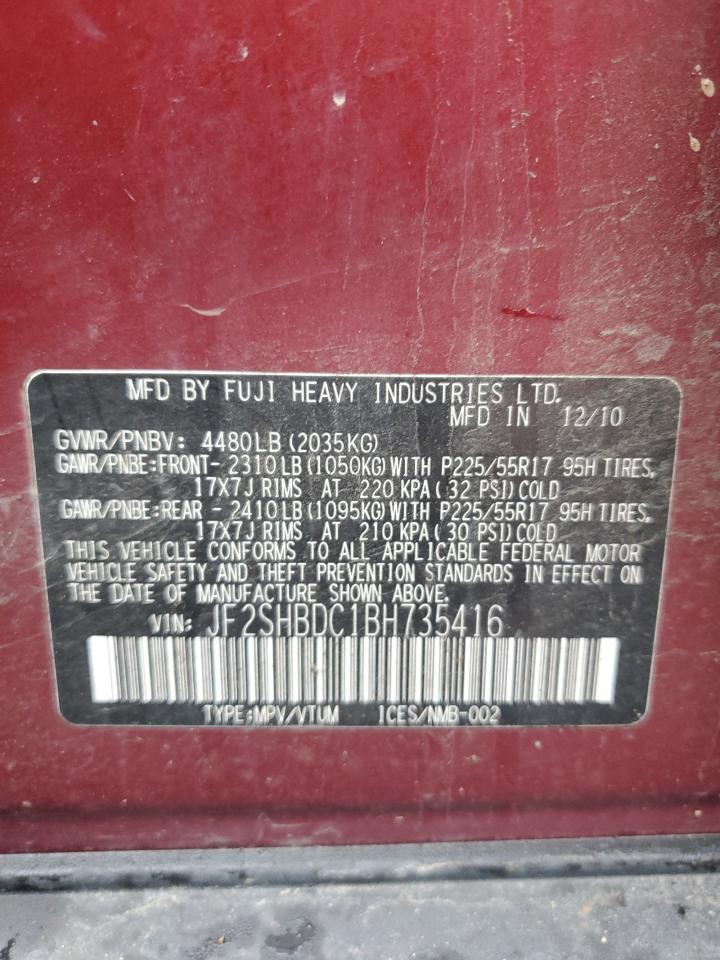 MFD BY FUJI HEAVY INDUSTRIES LTD.
MFD IN 12/10
GVWR/PNBV: 4480LB (2035KG)
GAWR/PNBE:FRONT- 2310LB (1050KG) WITH P225/55R17 95H TIRES,
17X7J RIMS AT 220 KPA ( 32 PSI) COLD
GAWR/PNBE:REAR - 2410LB (1095KG) WITH P225/55R17 95H TIRES,
17X7J RIMS AT 210 KPA ( 30 PSI) COLD
THIS VEHICLE CONFORMS TO ALL APPLICABLE FEDERAL MOTOR
VEHICLE SAFETY AND THEFT PREVENTION STANDARDS IN EFFECT ON
THE DATE OF MANUFACTURE SHOWN ABOVE.
VIN: JF2SHBDC1BH735416
TYPE:MPV/VTUM ICES/NMB-002